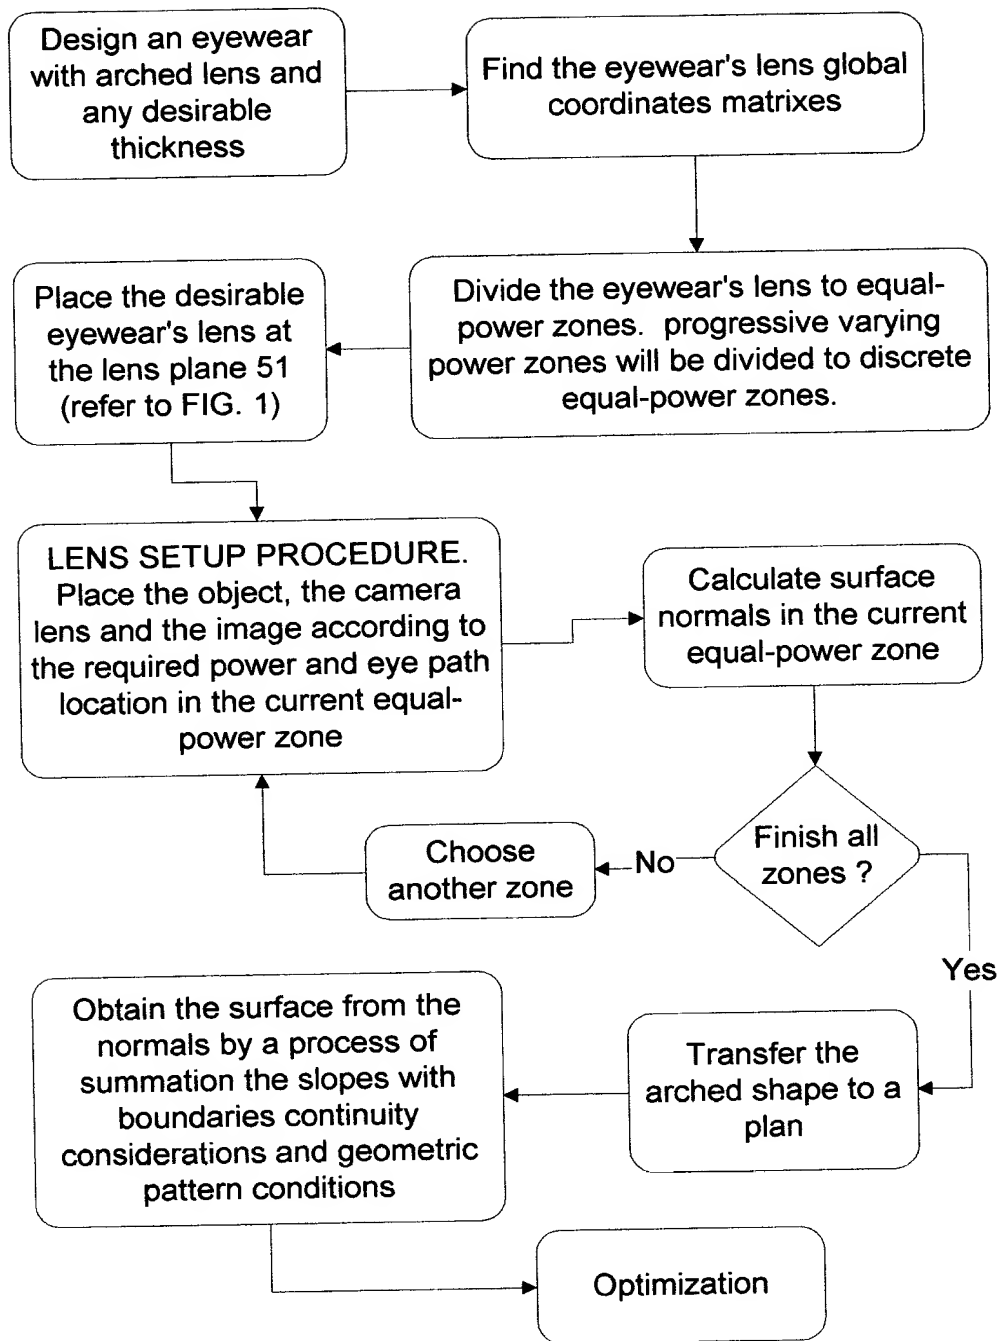 Design an eyewear
with arched lens and
any desirable
thickness
Find the eyewear's lens global
coordinates matrixes
Divide the eyewear's lens to equal-
power zones.  progressive varying
power zones will be divided to discrete
equal-power zones.
Place the desirable
eyewear's lens at
the lens plane 51
(refer to FIG. 1)
LENS SETUP PROCEDURE.
Place the object, the camera
lens and the image according to
the required power and eye path
location in the current equal-
power zone
Calculate surface
normals in the current
equal-power zone
Finish all
zones ?
No
Choose
another zone
Yes
Transfer the
arched shape to a
plan
Obtain the surface from the
normals by a process of
summation the slopes with
boundaries continuity
considerations and geometric
pattern conditions
Optimization